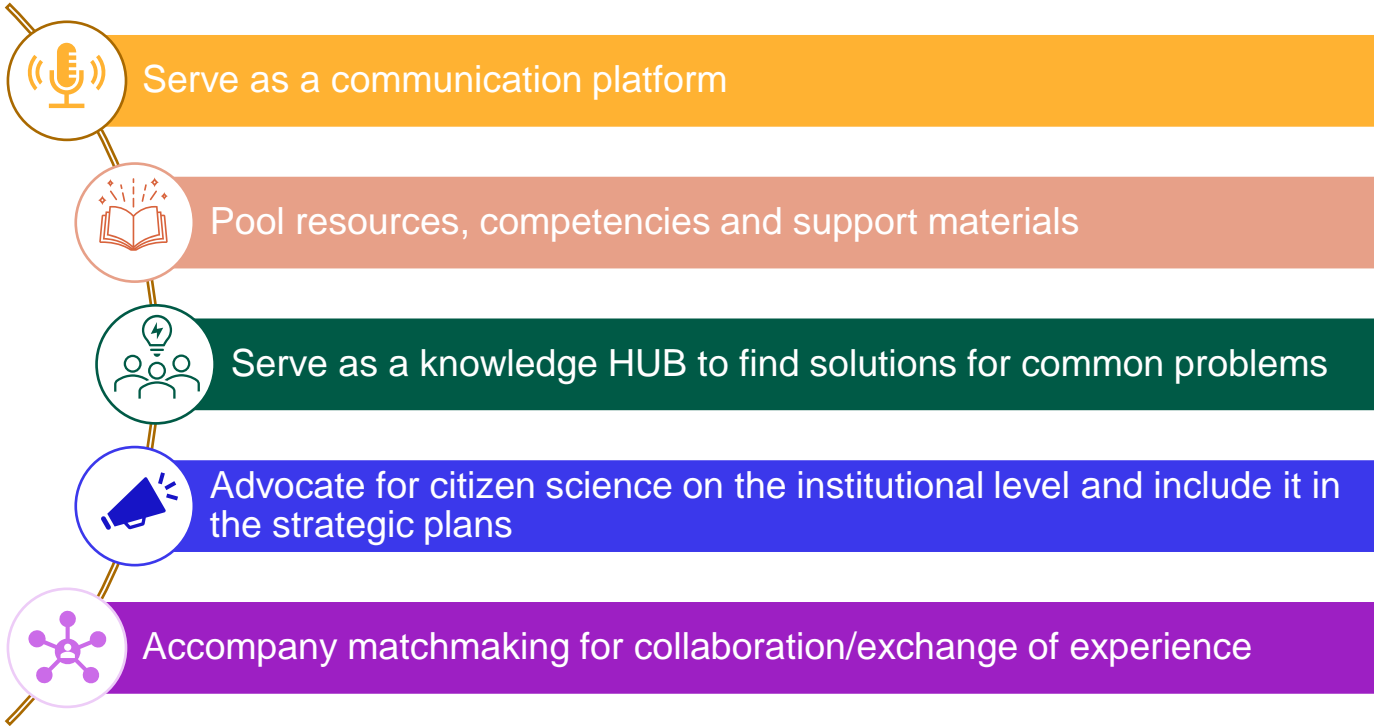 Serve as a communication platform
Pool resources, competencies and support materials
Serve as a knowledge HUB to find solutions for common problems
Advocate for citizen science on the institutional level and include it in
the strategic plans
Accompany matchmaking for collaboration/exchange of experience